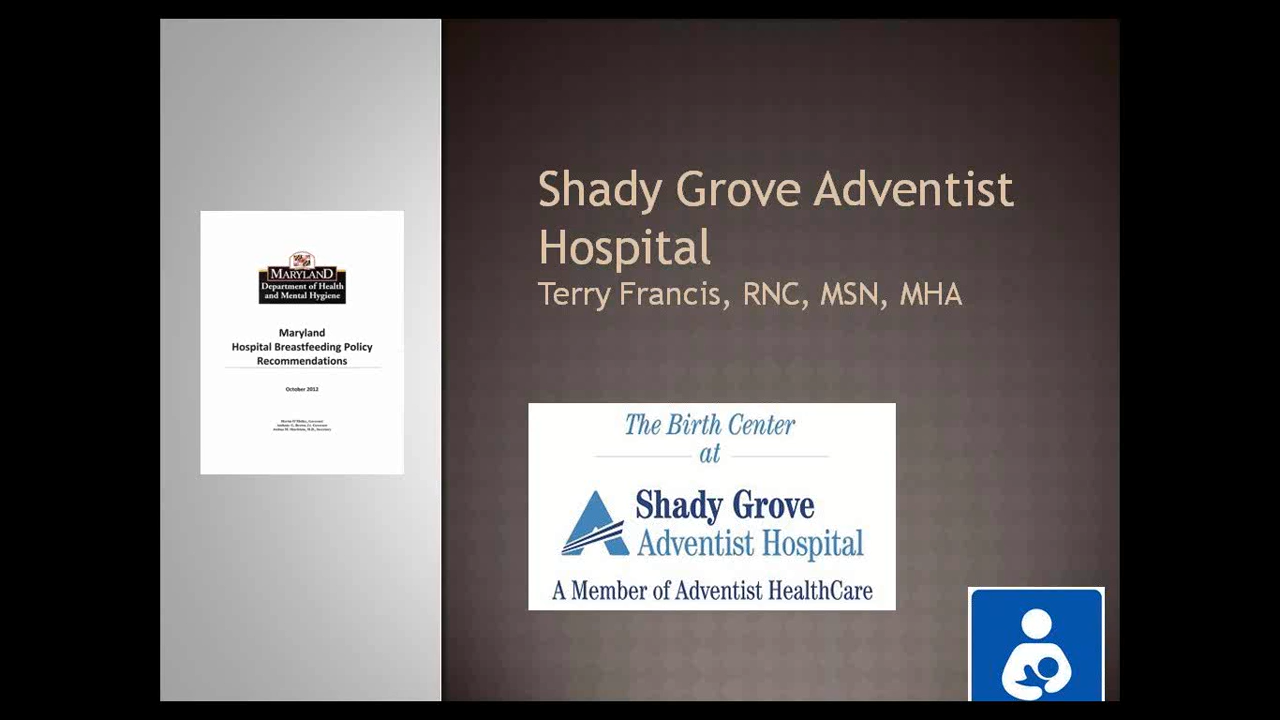 MARYLAND
Department of Health
and Mental Hygiene
Maryland
Hospital Breastfeeding Policy
Recommendations
October 2012
Shady Grove Adventist
Hospital
Terry Francis, RNC, MSN, MHA
The Birth Center
at
Shady Grove
Adventist Hospital
A Member of Adventist HealthCare